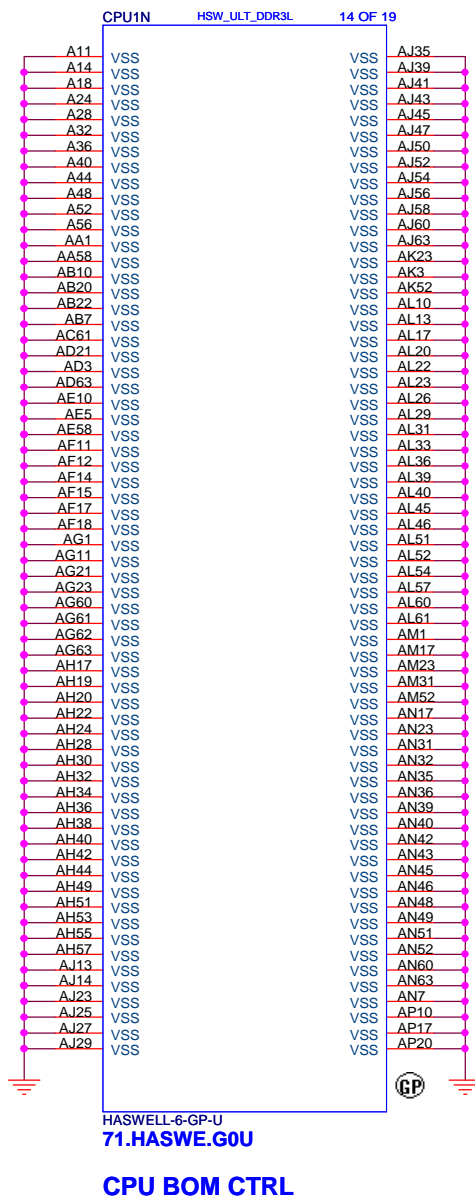 CPU1N HSW_ULT_DDR3L 14 OF 19
A11 VSS VSS AJ35
A14 VSS VSS AJ39
A18 VSS VSS AJ41
A24 VSS VSS AJ43
A28 VSS VSS AJ45
A32 VSS VSS AJ47
A36 VSS VSS AJ50
A40 VSS VSS AJ52
A44 VSS VSS AJ54
A48 VSS VSS AJ56
A52 VSS VSS AJ58
A56 VSS VSS AJ60
AA1 VSS VSS AJ63
AA58 VSS VSS AK23
AB10 VSS VSS AK3
AB20 VSS VSS AK52
AB22 VSS VSS AL10
AB7 VSS VSS AL13
AC61 VSS VSS AL17
AD21 VSS VSS AL20
AD3 VSS VSS AL22
AD63 VSS VSS AL23
AE10 VSS VSS AL26
AE5 VSS VSS AL29
AE58 VSS VSS AL31
AF11 VSS VSS AL33
AF12 VSS VSS AL36
AF14 VSS VSS AL39
AF15 VSS VSS AL40
AF17 VSS VSS AL45
AF18 VSS VSS AL46
AG1 VSS VSS AL51
AG11 VSS VSS AL52
AG21 VSS VSS AL54
AG23 VSS VSS AL57
AG60 VSS VSS AL60
AG61 VSS VSS AL61
AG62 VSS VSS AM1
AG63 VSS VSS AM17
AH17 VSS VSS AM23
AH19 VSS VSS AM31
AH20 VSS VSS AM52
AH22 VSS VSS AN17
AH24 VSS VSS AN23
AH28 VSS VSS AN31
AH30 VSS VSS AN32
AH32 VSS VSS AN35
AH34 VSS VSS AN36
AH36 VSS VSS AN39
AH38 VSS VSS AN40
AH40 VSS VSS AN42
AH42 VSS VSS AN43
AH44 VSS VSS AN45
AH49 VSS VSS AN46
AH51 VSS VSS AN48
AH53 VSS VSS AN49
AH55 VSS VSS AN51
AH57 VSS VSS AN52
AJ13 VSS VSS AN60
AJ14 VSS VSS AN63
AJ23 VSS VSS AN7
AJ25 VSS VSS AP10
AJ27 VSS VSS AP17
AJ29 VSS VSS AP20
GP
HASWELL-6-GP-U
71.HASWE.G0U
CPU BOM CTRL